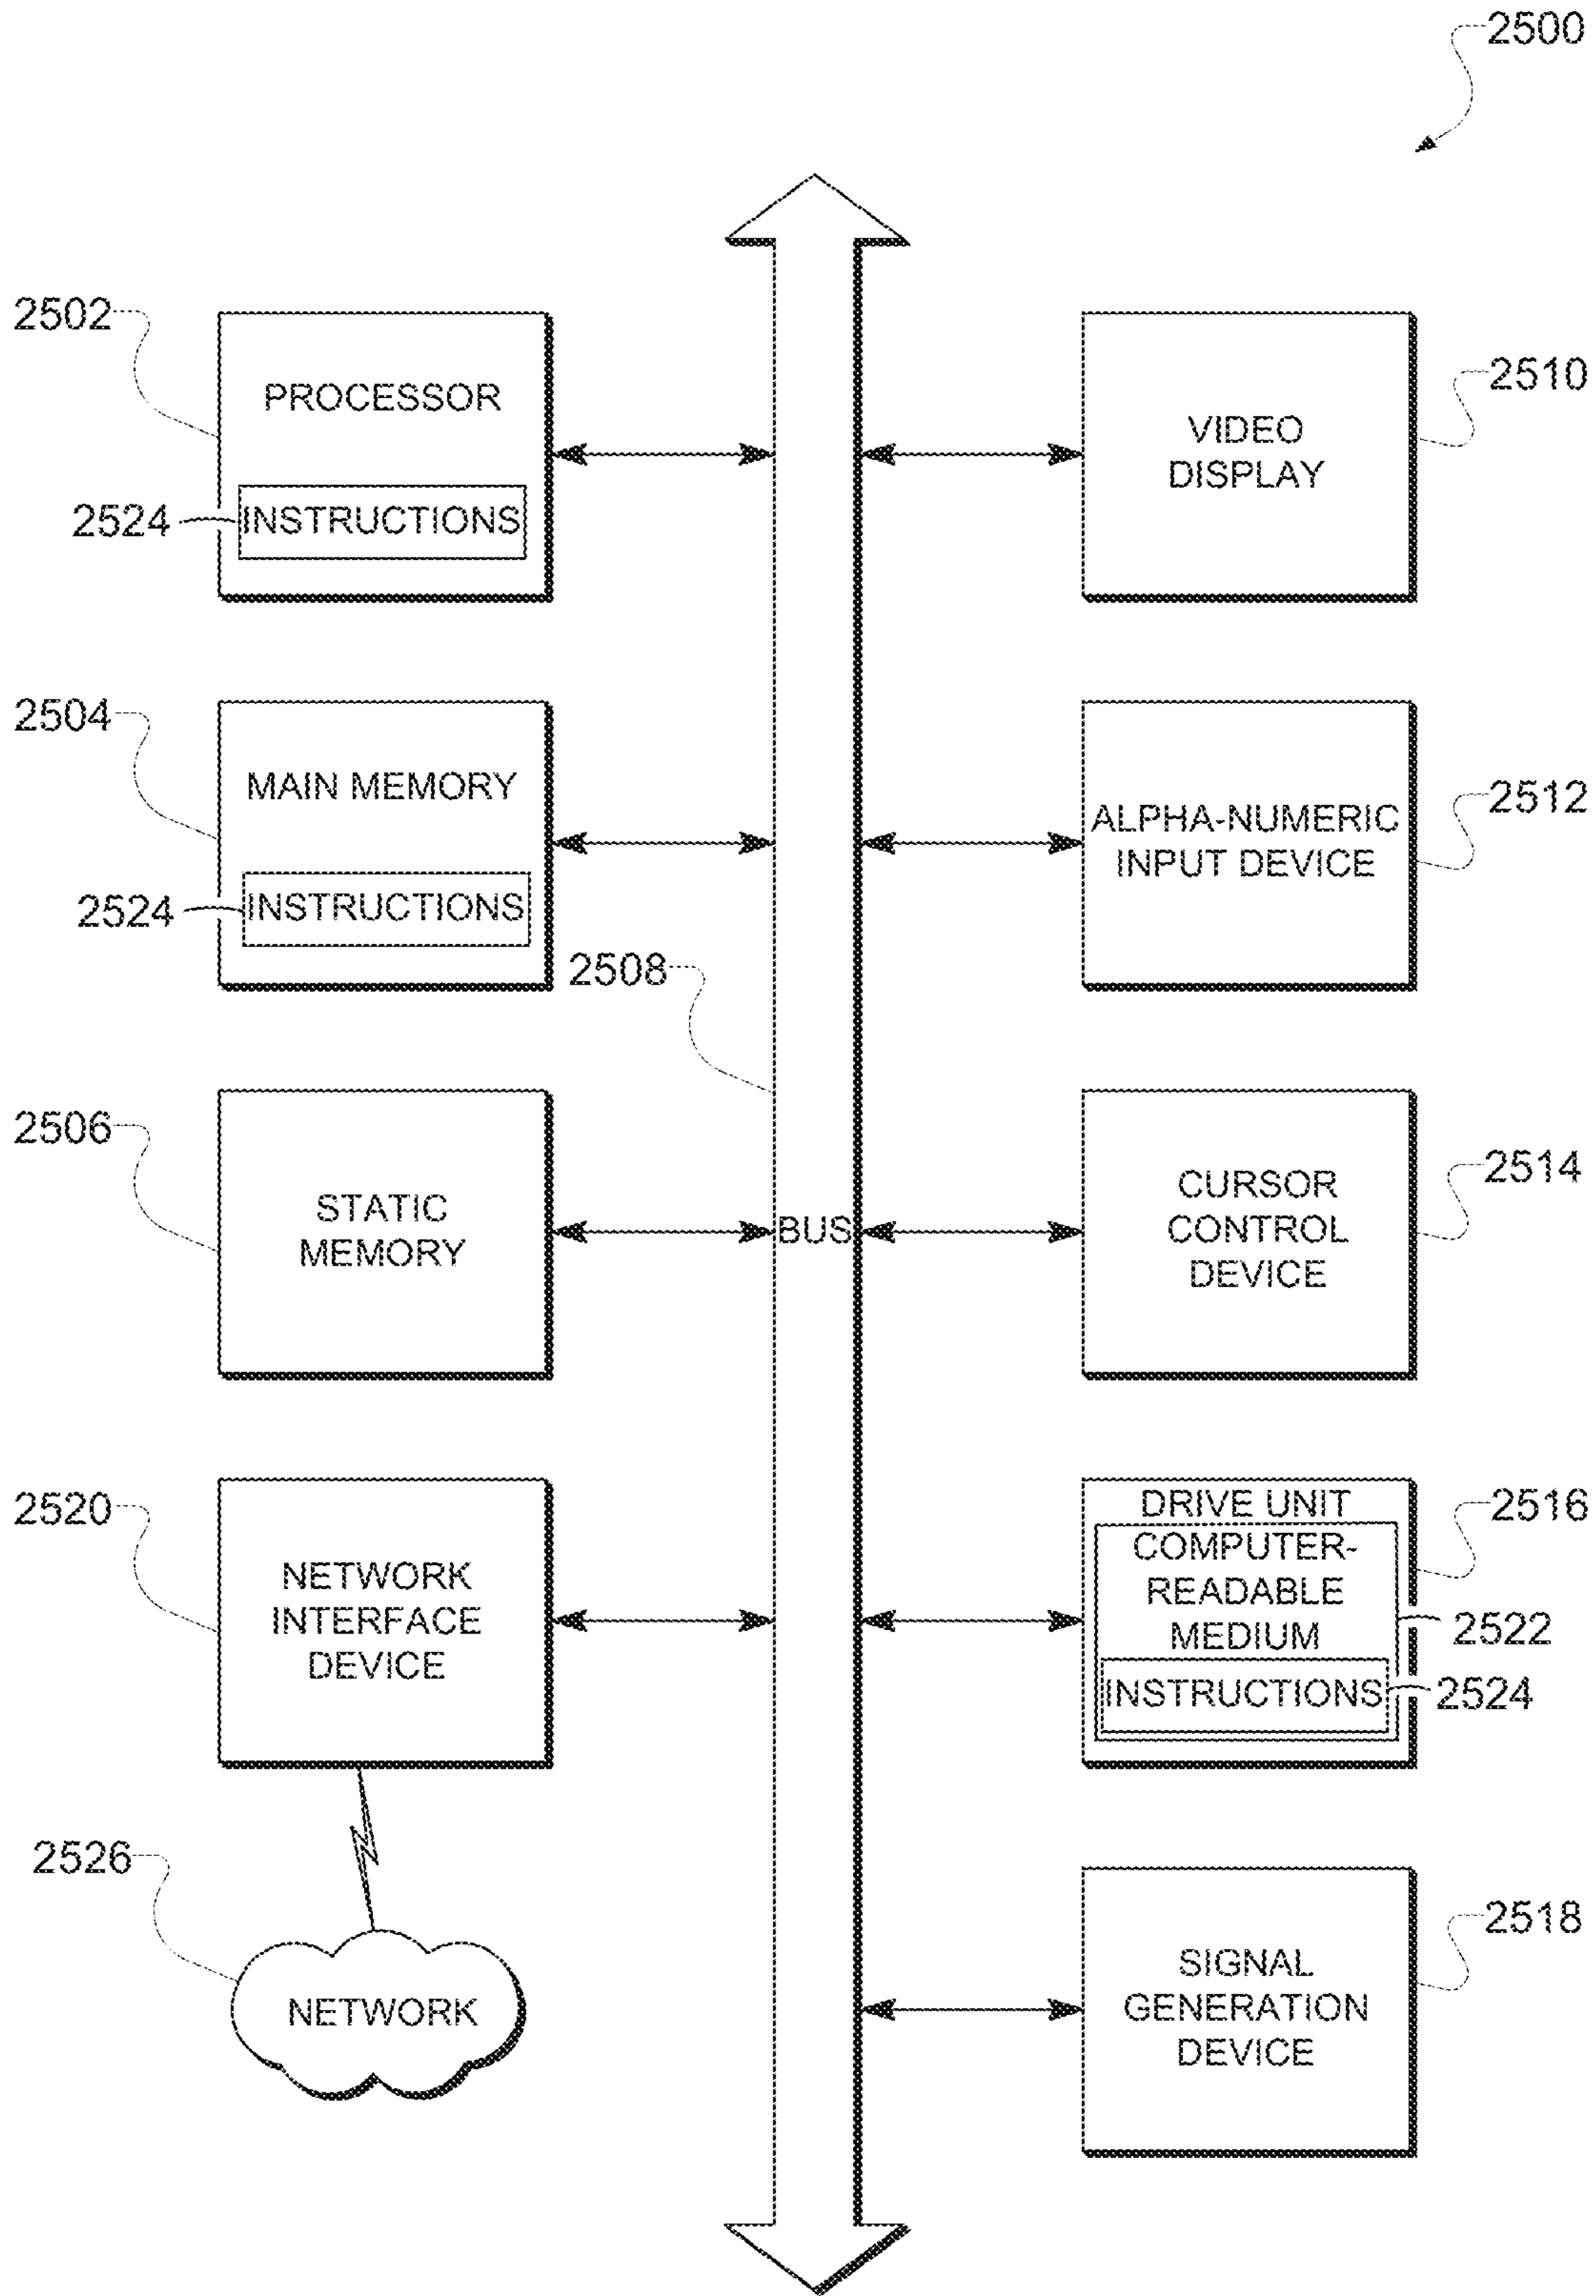 2500
2502
PROCESSOR
2524
INSTRUCTIONS
2510
VIDEO
DISPLAY
2504
MAIN MEMORY
2524
INSTRUCTIONS
2508
2512
ALPHA-NUMERIC
INPUT DEVICE
2506
STATIC
MEMORY
BUS
2514
CURSOR
CONTROL
DEVICE
2520
NETWORK
INTERFACE
DEVICE
DRIVE UNIT
2516
COMPUTER-
READABLE
MEDIUM
2522
INSTRUCTIONS
2524
2526
NETWORK
2518
SIGNAL
GENERATION
DEVICE